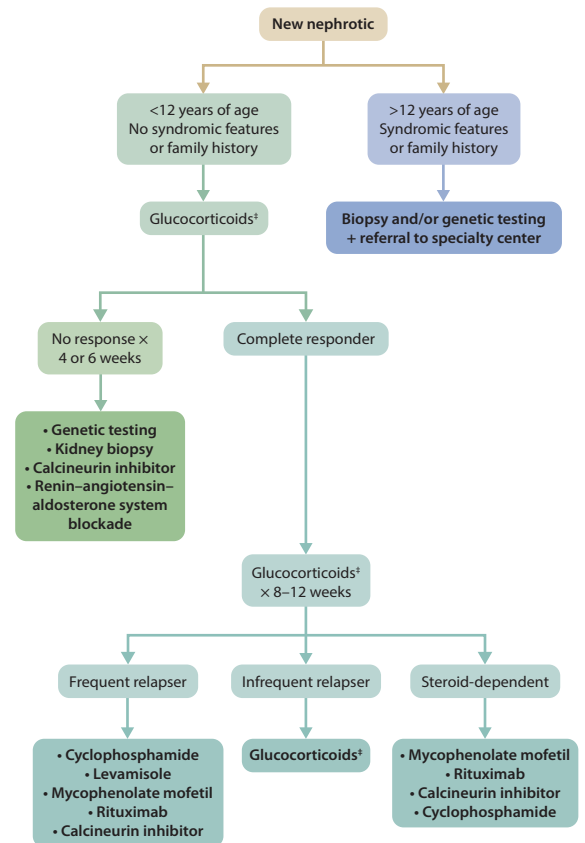 New nephrotic
<12 years of age
No syndromic features
or family history
>12 years of age
Syndromic features
or family history
Glucocorticoids‡
Biopsy and/or genetic testing
+ referral to specialty center
No response ×
4 or 6 weeks
Complete responder
• Genetic testing
• Kidney biopsy
• Calcineurin inhibitor
• Renin–angiotensin–
aldosterone system
blockade
Glucocorticoids‡
× 8–12 weeks
Frequent relapser
Infrequent relapser
Steroid-dependent
• Cyclophosphamide
• Levamisole
• Mycophenolate mofetil
• Rituximab
• Calcineurin inhibitor
Glucocorticoids‡
• Mycophenolate mofetil
• Rituximab
• Calcineurin inhibitor
• Cyclophosphamide